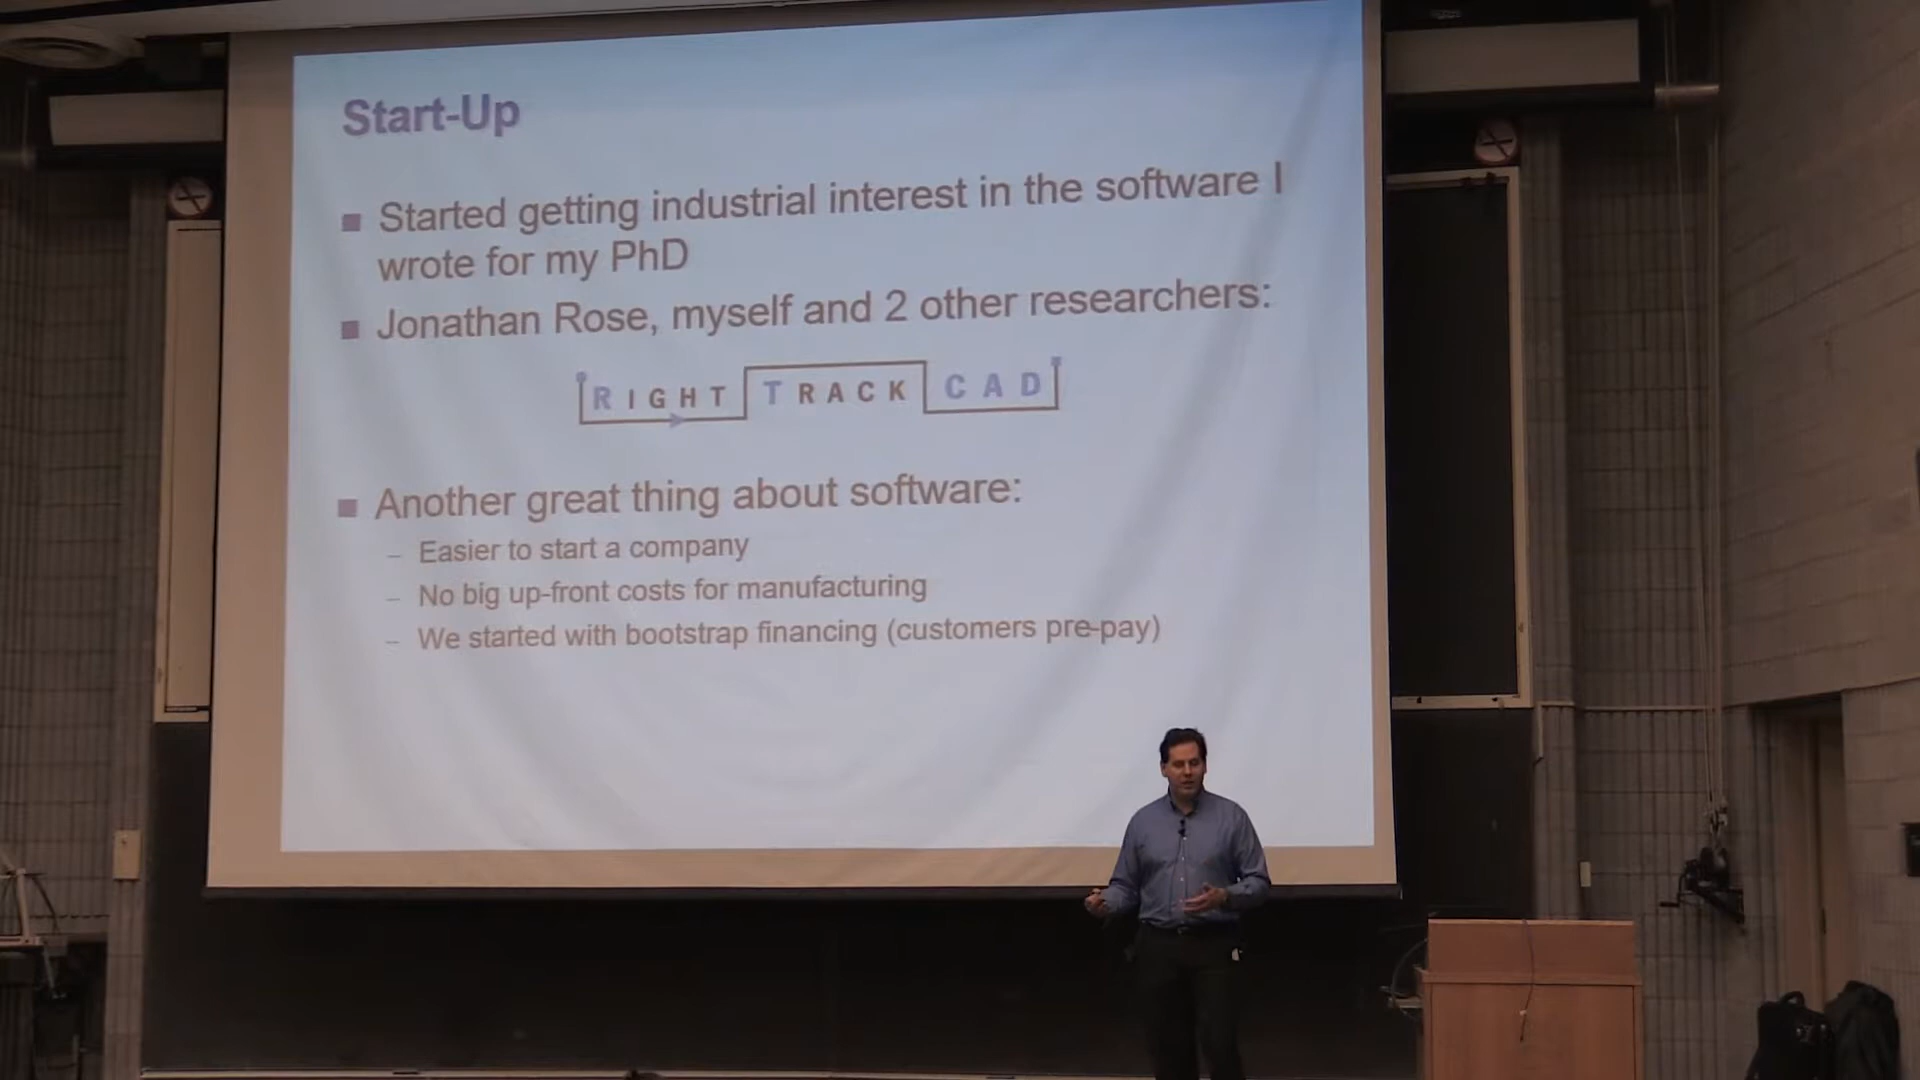 Start-Up
Started getting industrial interest in the software I
wrote for my PhD
Jonathan Rose, myself and 2 other researchers:
RIGHT TRACK CAD
Another great thing about software:
– Easier to start a company
– No big up-front costs for manufacturing
– We started with bootstrap financing (customers pre-pay)